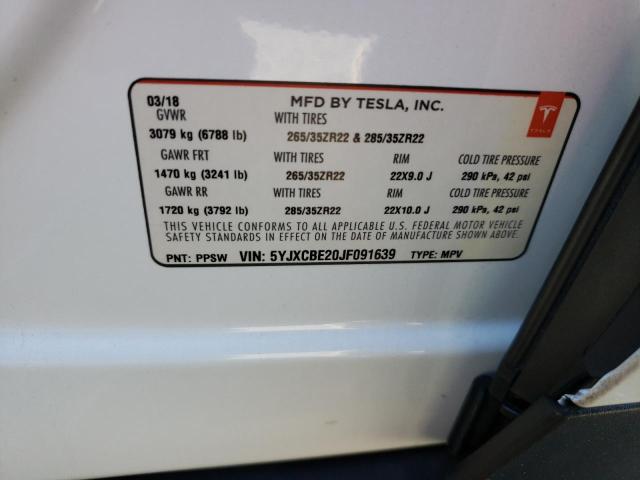 03/18 MFD BY TESLA, INC.
GVWR WITH TIRES
3079 kg (6788 lb) 265/35ZR22 & 285/35ZR22
GAWR FRT WITH TIRES RIM COLD TIRE PRESSURE
1470 kg (3241 lb) 265/35ZR22 22X9.0 J 290 kPa, 42 psi
GAWR RR WITH TIRES RIM COLD TIRE PRESSURE
1720 kg (3792 lb) 285/35ZR22 22X10.0 J 290 kPa, 42 psi
THIS VEHICLE CONFORMS TO ALL APPLICABLE U.S. FEDERAL MOTOR VEHICLE
SAFETY STANDARDS IN EFFECT ON THE DATE OF MANUFACTURE SHOWN ABOVE.
PNT: PPSW VIN: 5YJXCBE20JF091639 TYPE: MPV
TESLA